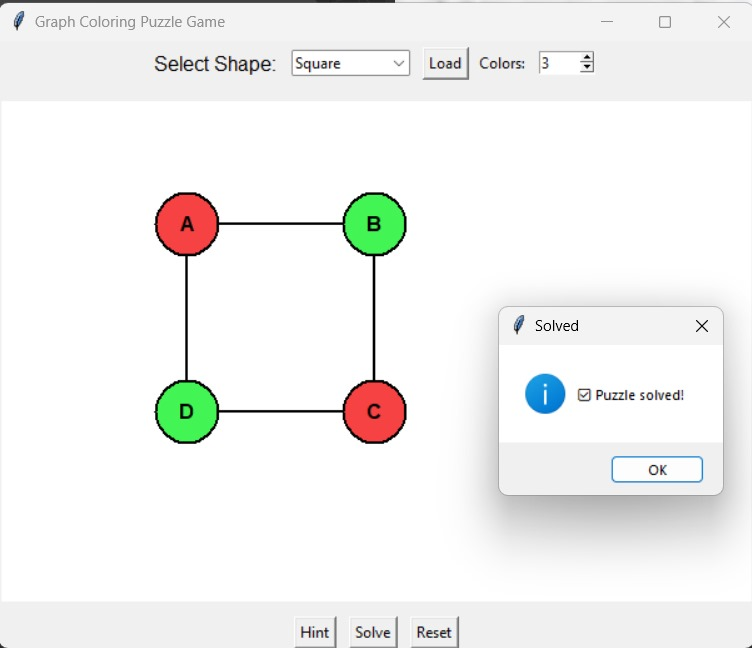 Graph Coloring Puzzle Game
Select Shape: Square Load Colors: 3
A B
Solved
☑ Puzzle solved!
D C
OK
Hint Solve Reset